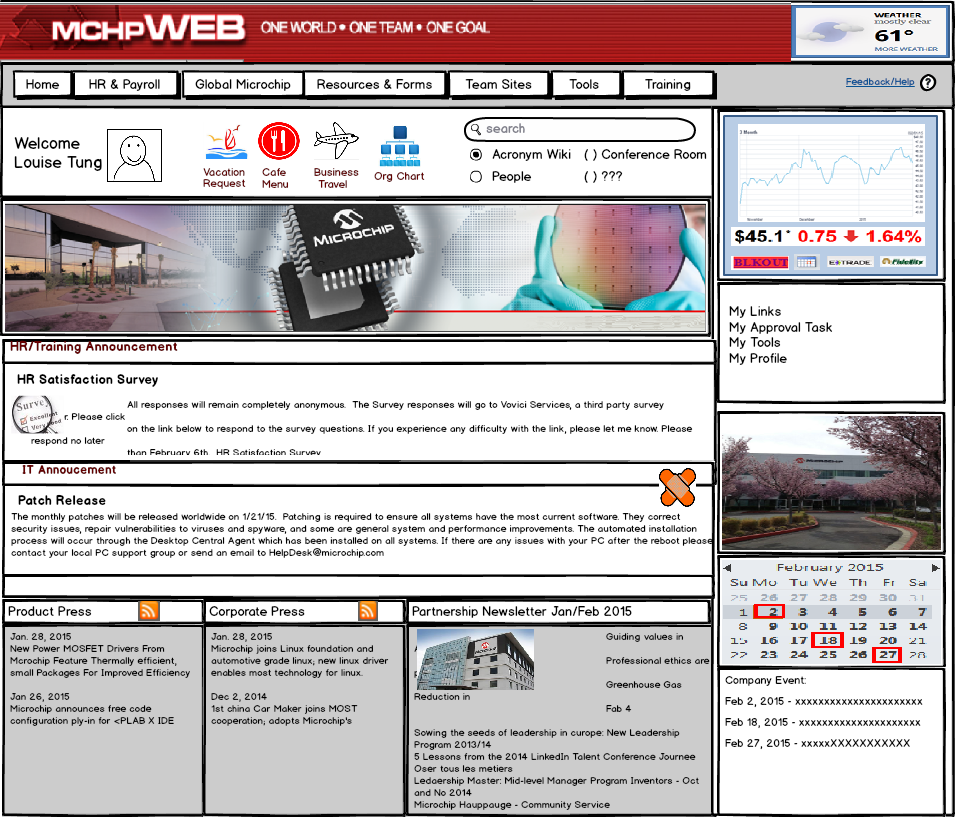 MCHPWEB ONE WORLD • ONE TEAM • ONE GOAL
WEATHER
mostly clear
61°
MORE WEATHER
Home HR & Payroll Global Microchip Resources & Forms Team Sites Tools Training
Feedback/Help ?
Welcome
Louise Tung
Vacation
Request
Cafe
Menu
Business
Travel
Org Chart
search
Acronym Wiki ( ) Conference Room
People ( ) ???
MICROCHIP
3 Month
November December 2015
$45.1* 0.75 1.64%
BLKOUT E*TRADE Fidelity
My Links
My Approval Task
My Tools
My Profile
HR/Training Announcement
HR Satisfaction Survey
Survey
Excellent
All responses will remain completely anonymous. The Survey responses will go to Vovici Services, a third party survey
r. Please click
on the link below to respond to the survey questions. If you experience any difficulty with the link, please let me know. Please
respond no later
than February 6th. HR Satisfaction Survey
IT Annoucement
Patch Release
The monthly patches will be released worldwide on 1/21/15. Patching is required to ensure all systems have the most current software. They correct
security issues, repair vulnerabilities to viruses and spyware, and some are general system and performance improvements. The automated installation
process will occur through the Desktop Central Agent which has been installed on all systems. If there are any issues with your PC after the reboot please
contact your local PC support group or send an email to HelpDesk@microchip.com
February 2015
Su Mo Tu We Th Fr Sa
25 26 27 28 29 30 31
1 2 3 4 5 6 7
8 9 10 11 12 13 14
15 16 17 18 19 20 21
22 23 24 25 26 27 28
Company Event:
Feb 2, 2015 - xxxxxxxxxxxxxxxxxxxxxxx
Feb 18, 2015 - xxxxxxxxxxxxxxxxxxxxxx
Feb 27, 2015 - xxxxxXXXXXXXXXXX
Product Press
Jan. 28, 2015
New Power MOSFET Drivers From
Mcrochip Feature Thermally efficient,
small Packages For Improved Efficiency
Jan 26, 2015
Microchip announces free code
configuration ply-in for <PLAB X IDE
Corporate Press
Jan. 28, 2015
Microchip joins Linux foundation and
automotive grade linux; new linux driver
enables most technology for linux.
Dec 2, 2014
1st china Car Maker joins MOST
cooperation; adopts Microchip's
Partnership Newsletter Jan/Feb 2015
Guiding values in
Professional ethics are
Greenhouse Gas
Reduction in
Fab 4
Sowing the seeds of leadership in curope: New Leadership
Program 2013/14
5 Lessons from the 2014 LinkedIn Talent Conference Journee
Oser tous les metiers
Ledaership Master: Mid-level Manager Program Inventors - Oct
and No 2014
Microchip Hauppauge - Community Service